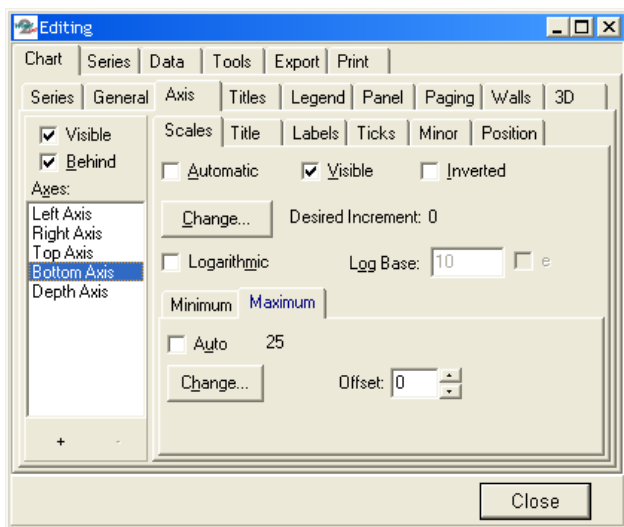 Editing
Chart Series Data Tools Export Print
Series General Axis Titles Legend Panel Paging Walls 3D
Visible
Behind
Axes:
Left Axis
Right Axis
Top Axis
Bottom Axis
Depth Axis
+ -
Scales Title Labels Ticks Minor Position
Automatic Visible Inverted
Change... Desired Increment: 0
Logarithmic Log Base: 10 e
Minimum Maximum
Auto 25
Change... Offset: 0
Close